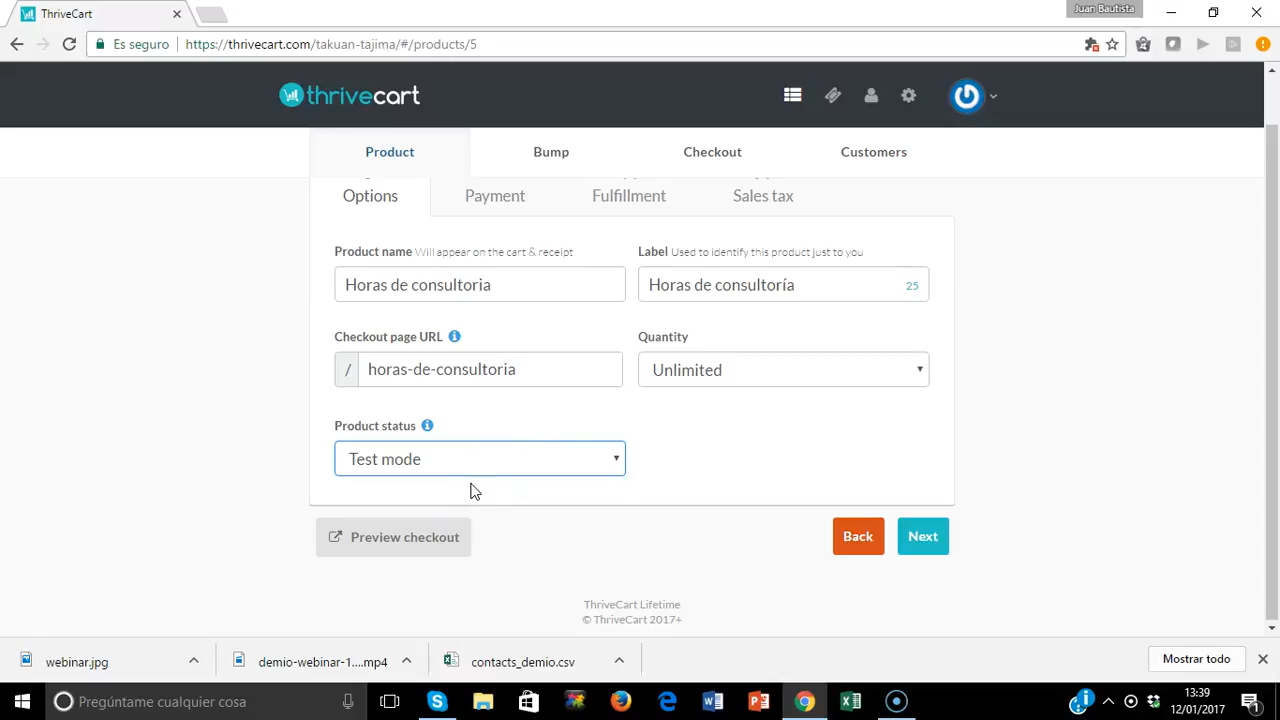 ThriveCart
Juan Bautista
Es seguro
https://thrivecart.com/takuan-tajima/#/products/5
thrivecart
Product
Bump
Checkout
Customers
Options
Payment
Fulfillment
Sales tax
Product name Will appear on the cart & receipt
Label Used to identify this product just to you
Horas de consultoria
Horas de consultoría
25
Checkout page URL
Quantity
/ horas-de-consultoria
Unlimited
Product status
Test mode
Preview checkout
Back
Next
ThriveCart Lifetime
© ThriveCart 2017+
webinar.jpg
demio-webinar-1....mp4
contacts_demio.csv
Mostrar todo
Pregúntame cualquier cosa
13:39
12/01/2017
1